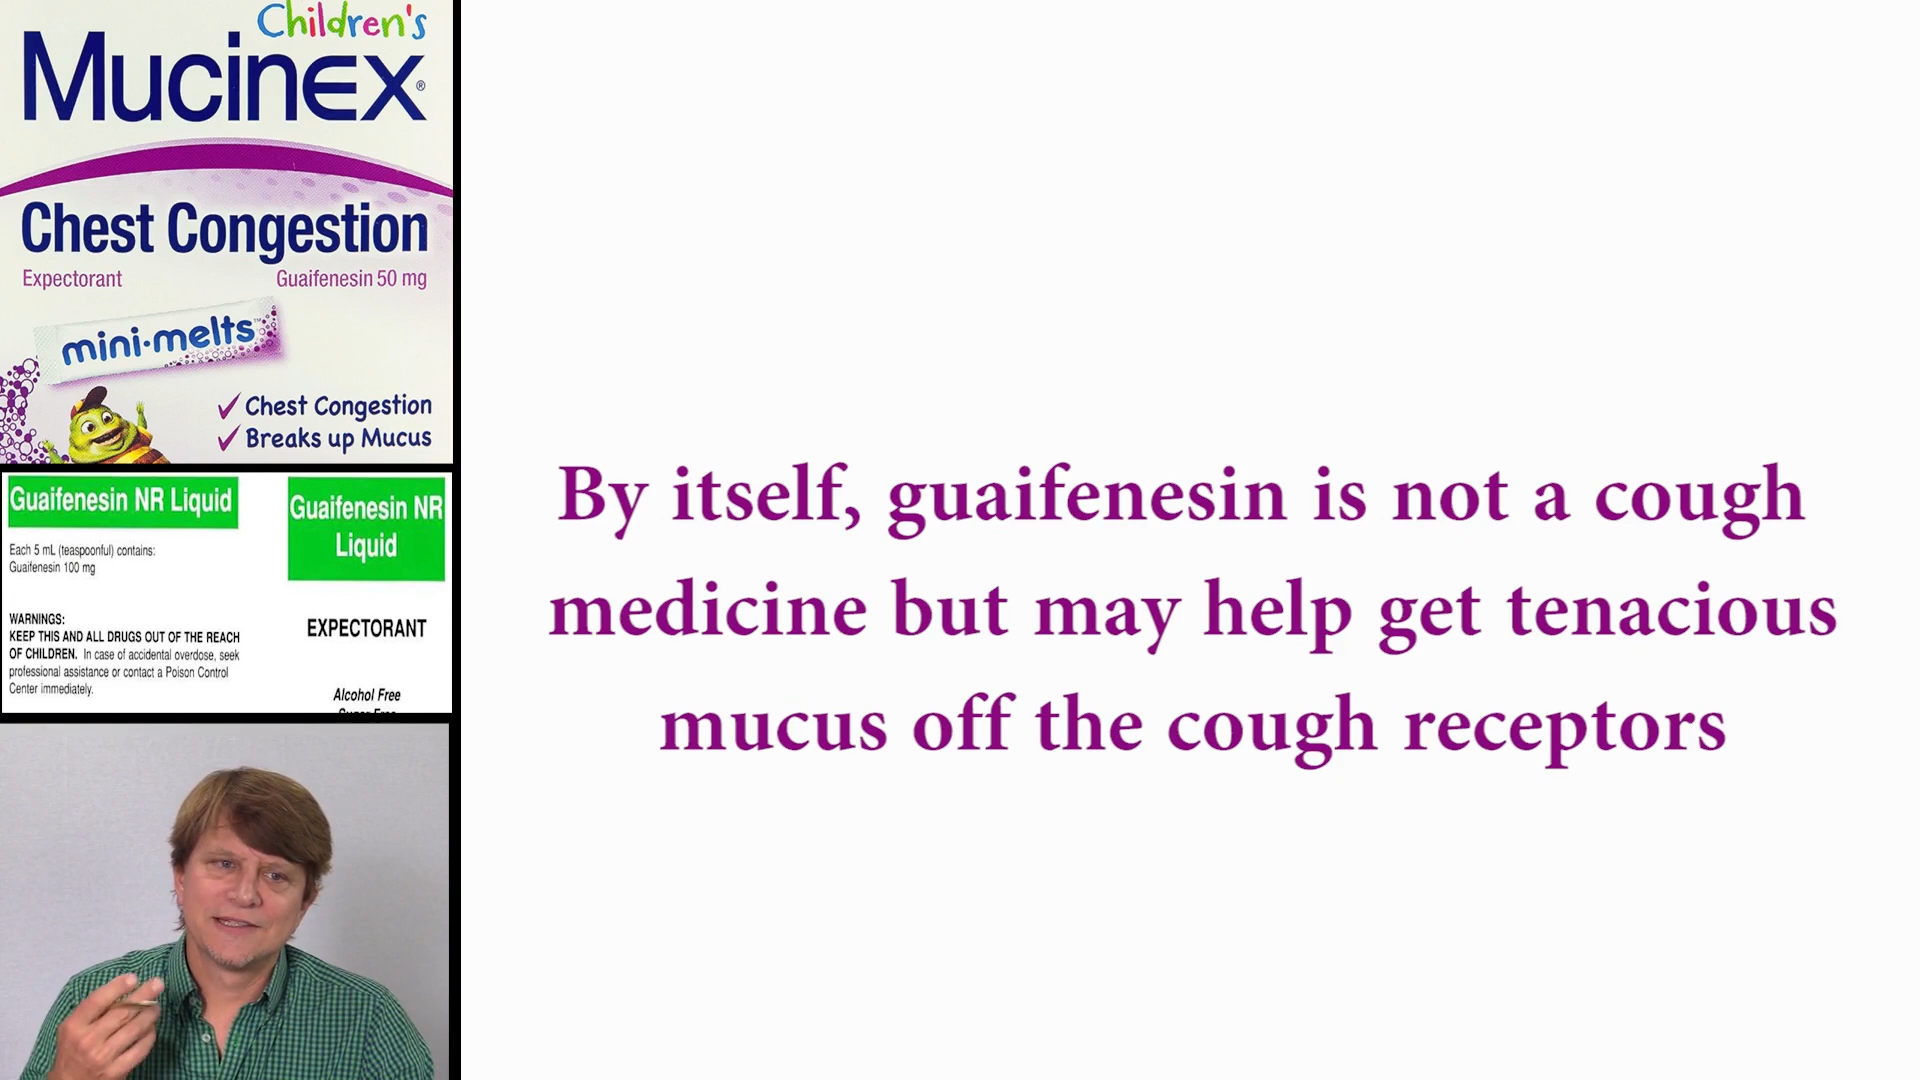 Children's
Mucinex®
Chest Congestion
Expectorant Guaifenesin 50 mg
mini·melts™
✓ Chest Congestion
✓ Breaks up Mucus
Guaifenesin NR Liquid
Each 5 mL (teaspoonful) contains:
Guaifenesin 100 mg
WARNINGS:
KEEP THIS AND ALL DRUGS OUT OF THE REACH
OF CHILDREN. In case of accidental overdose, seek
professional assistance or contact a Poison Control
Center immediately.
Guaifenesin NR
Liquid
EXPECTORANT
Alcohol Free
Sugar Free
By itself, guaifenesin is not a cough
medicine but may help get tenacious
mucus off the cough receptors